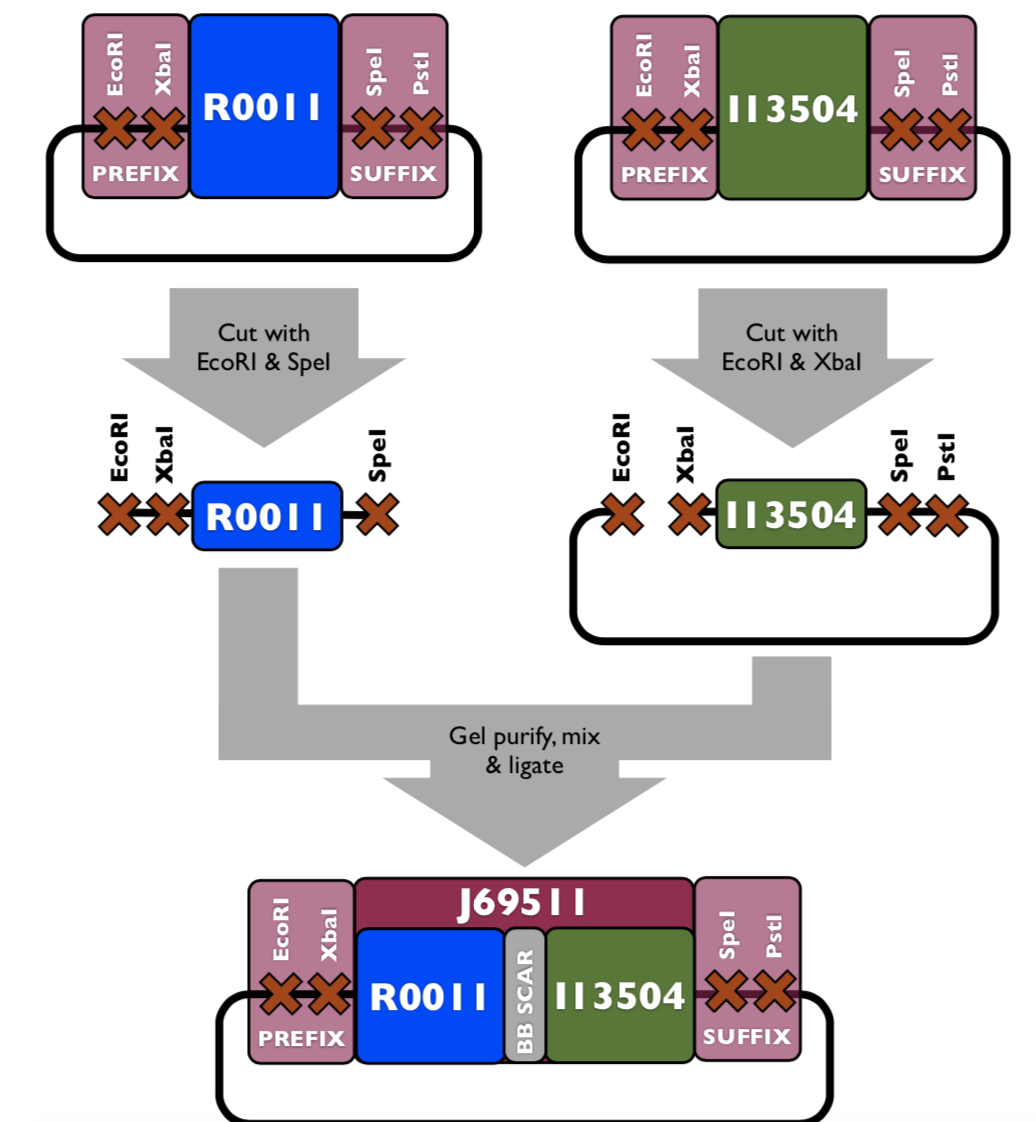 EcoRI
XbaI
R0011
SpeI
PstI
PREFIX
SUFFIX
EcoRI
XbaI
I13504
SpeI
PstI
PREFIX
SUFFIX
Cut with
EcoRI & SpeI
Cut with
EcoRI & XbaI
EcoRI
XbaI
R0011
SpeI
EcoRI
XbaI
I13504
SpeI
PstI
Gel purify, mix
& ligate
J69511
EcoRI
XbaI
R0011
BB SCAR
I13504
SpeI
PstI
PREFIX
SUFFIX